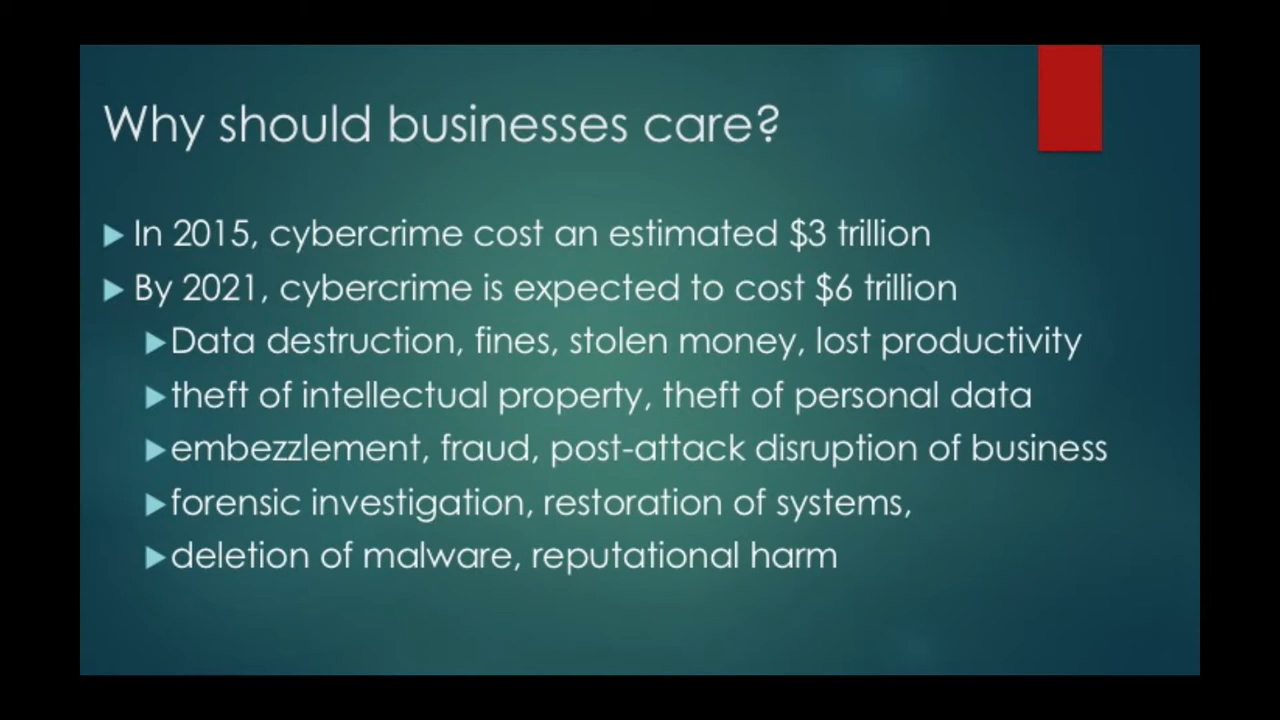 Why should businesses care?
In 2015, cybercrime cost an estimated $3 trillion
By 2021, cybercrime is expected to cost $6 trillion
Data destruction, fines, stolen money, lost productivity
theft of intellectual property, theft of personal data
embezzlement, fraud, post-attack disruption of business
forensic investigation, restoration of systems,
deletion of malware, reputational harm